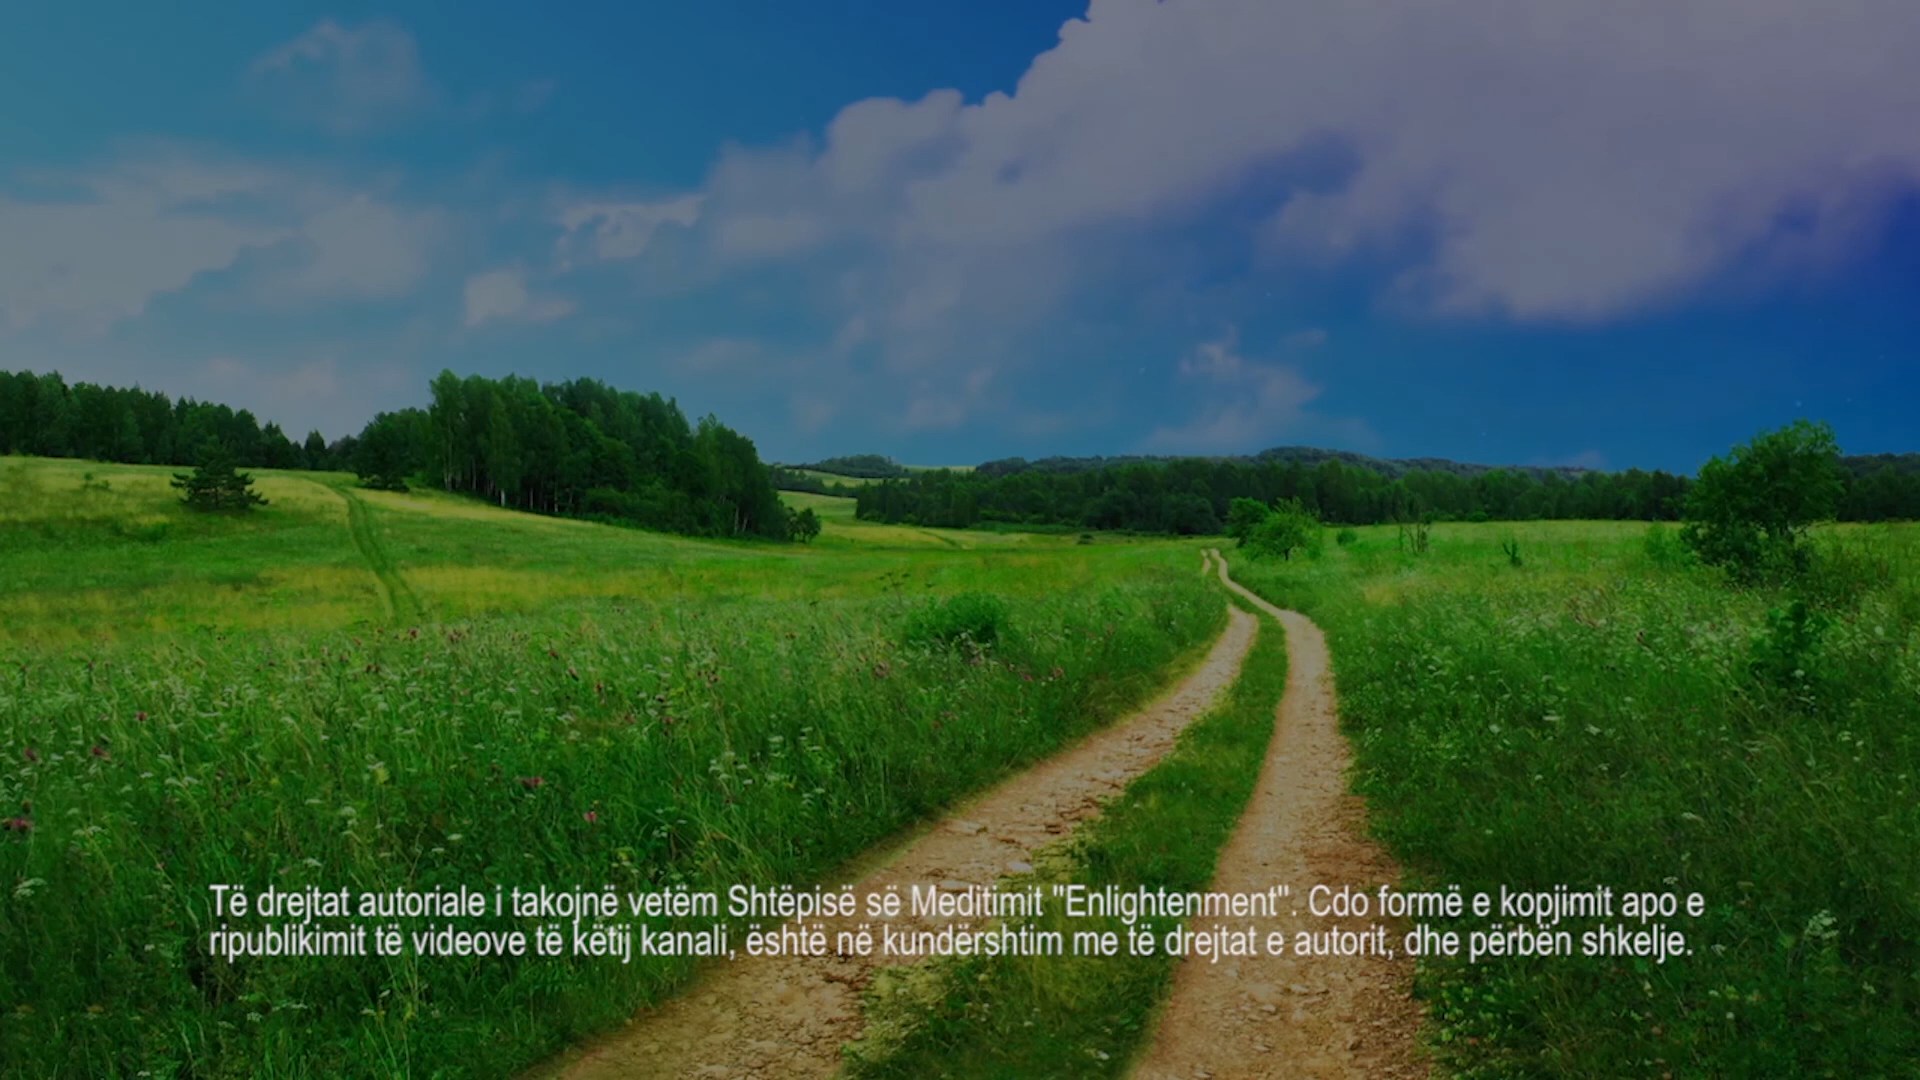 Të drejtat autoriale i takojnë vetëm Shtëpisë së Meditimit "Enlightenment". Cdo formë e kopjimit apo e
ripublikimit të videove të këtij kanali, është në kundërshtim me të drejtat e autorit, dhe përbën shkelje.